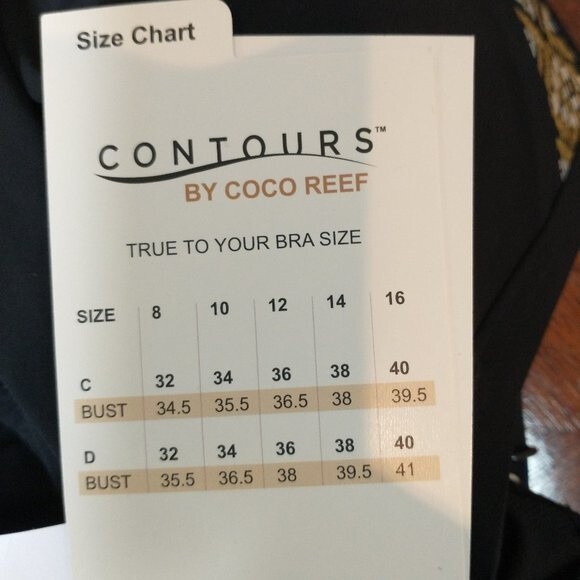 Size Chart
CONTOURS™
BY COCO REEF
TRUE TO YOUR BRA SIZE
SIZE 8 10 12 14 16
C 32 34 36 38 40
BUST 34.5 35.5 36.5 38 39.5
D 32 34 36 38 40
BUST 35.5 36.5 38 39.5 41